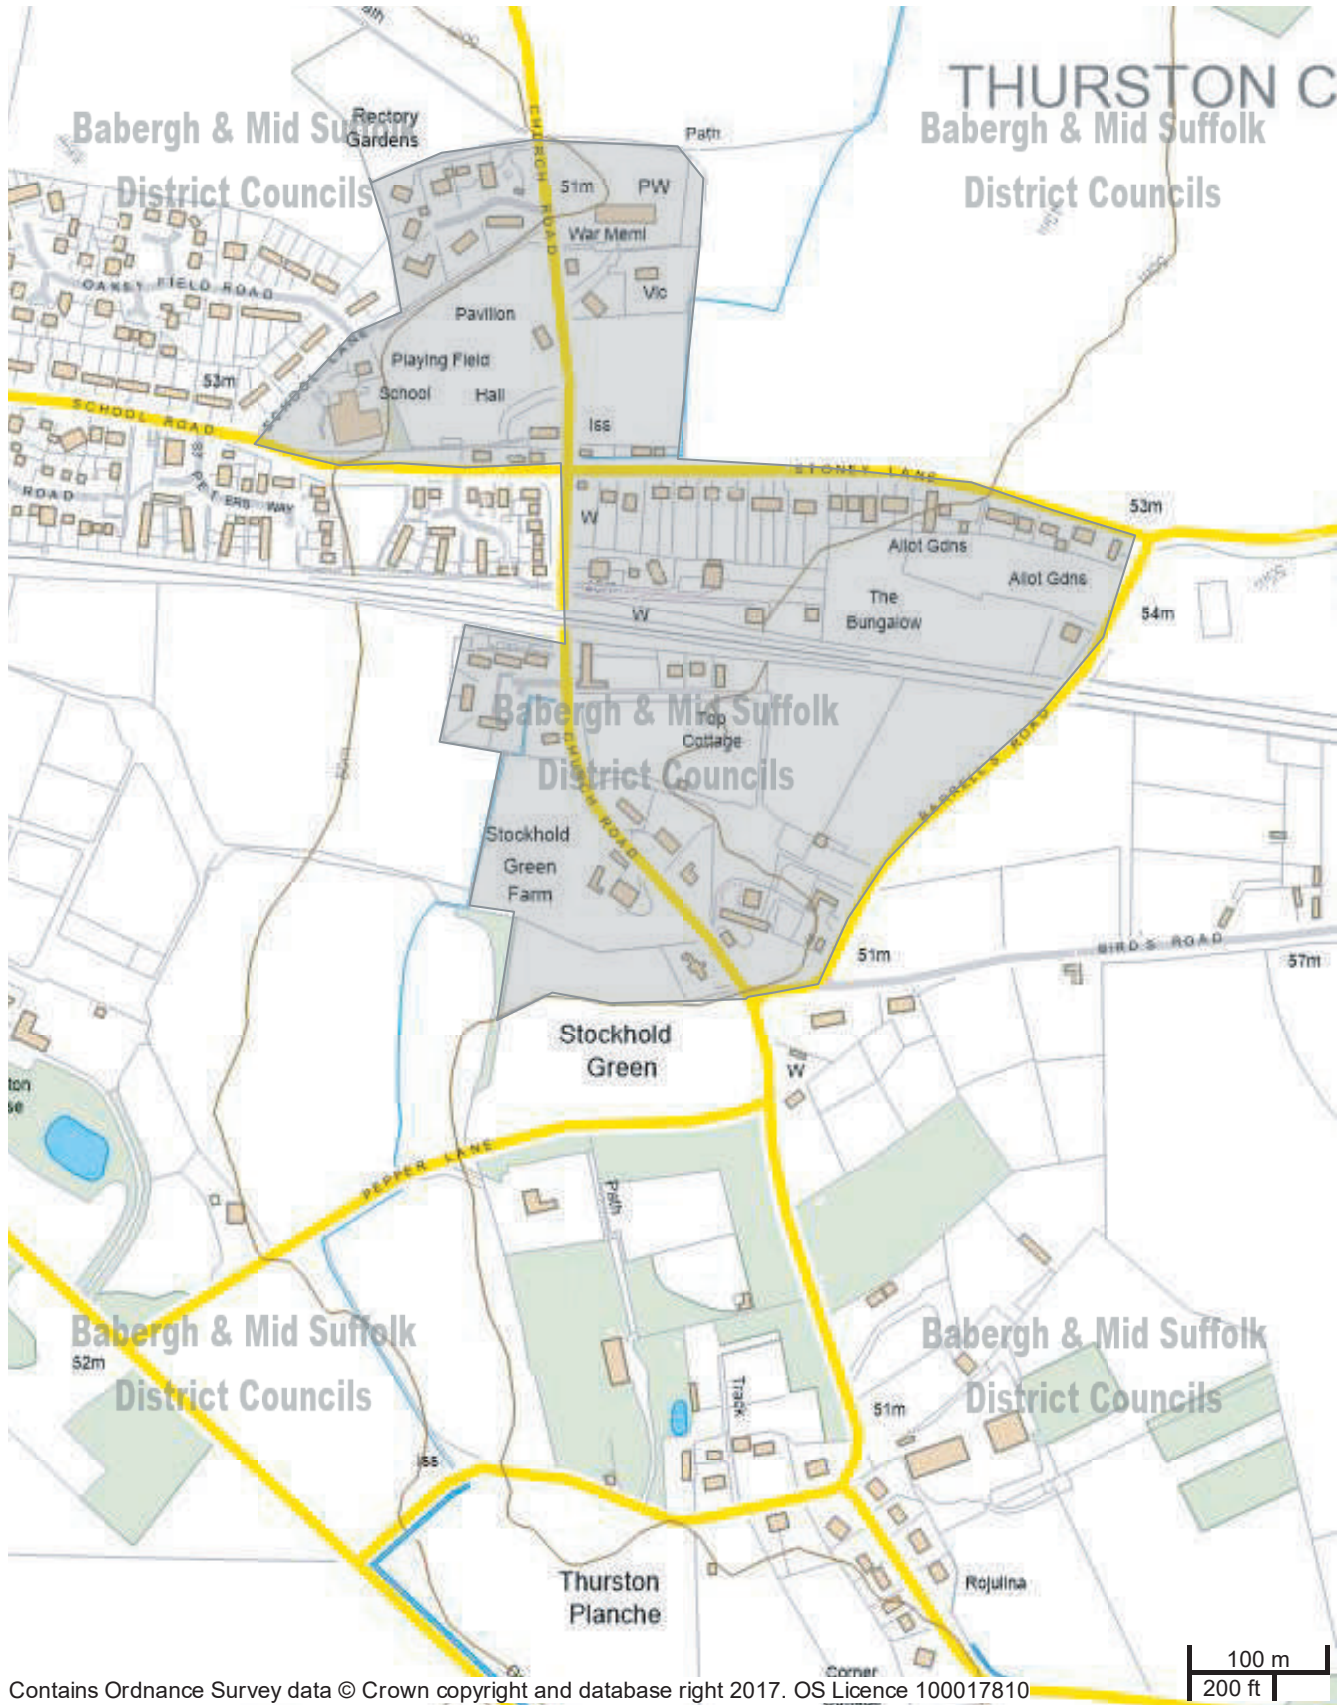 THURSTON C
Path
CHURCH ROAD
Babergh & Mid Suffolk
District Councils
Rectory
Gardens
Path
Babergh & Mid Suffolk
District Councils
51m
PW
War Meml
Vic
OAKEY FIELD ROAD
50m
Pavilion
Playing Field
School
Hall
53m
SCHOOL LANE
SCHOOL ROAD
Iss
STONEY LANE
ST PETERS WAY
ROAD
W
53m
Allot Gdns
Allot Gdns
The
Bungalow
W
54m
Babergh & Mid Suffolk
District Councils
Top
Cottage
CHURCH ROAD
BARRELL'S ROAD
Stockhold
Green
Farm
51m
BIRDS ROAD
57m
Stockhold
Green
W
ton
se
PEPPER LANE
Path
Babergh & Mid Suffolk
District Councils
Babergh & Mid Suffolk
District Councils
52m
Track
51m
Iss
Thurston
Planche
Rojulina
Corner
100 m
200 ft
Contains Ordnance Survey data © Crown copyright and database right 2017. OS Licence 100017810